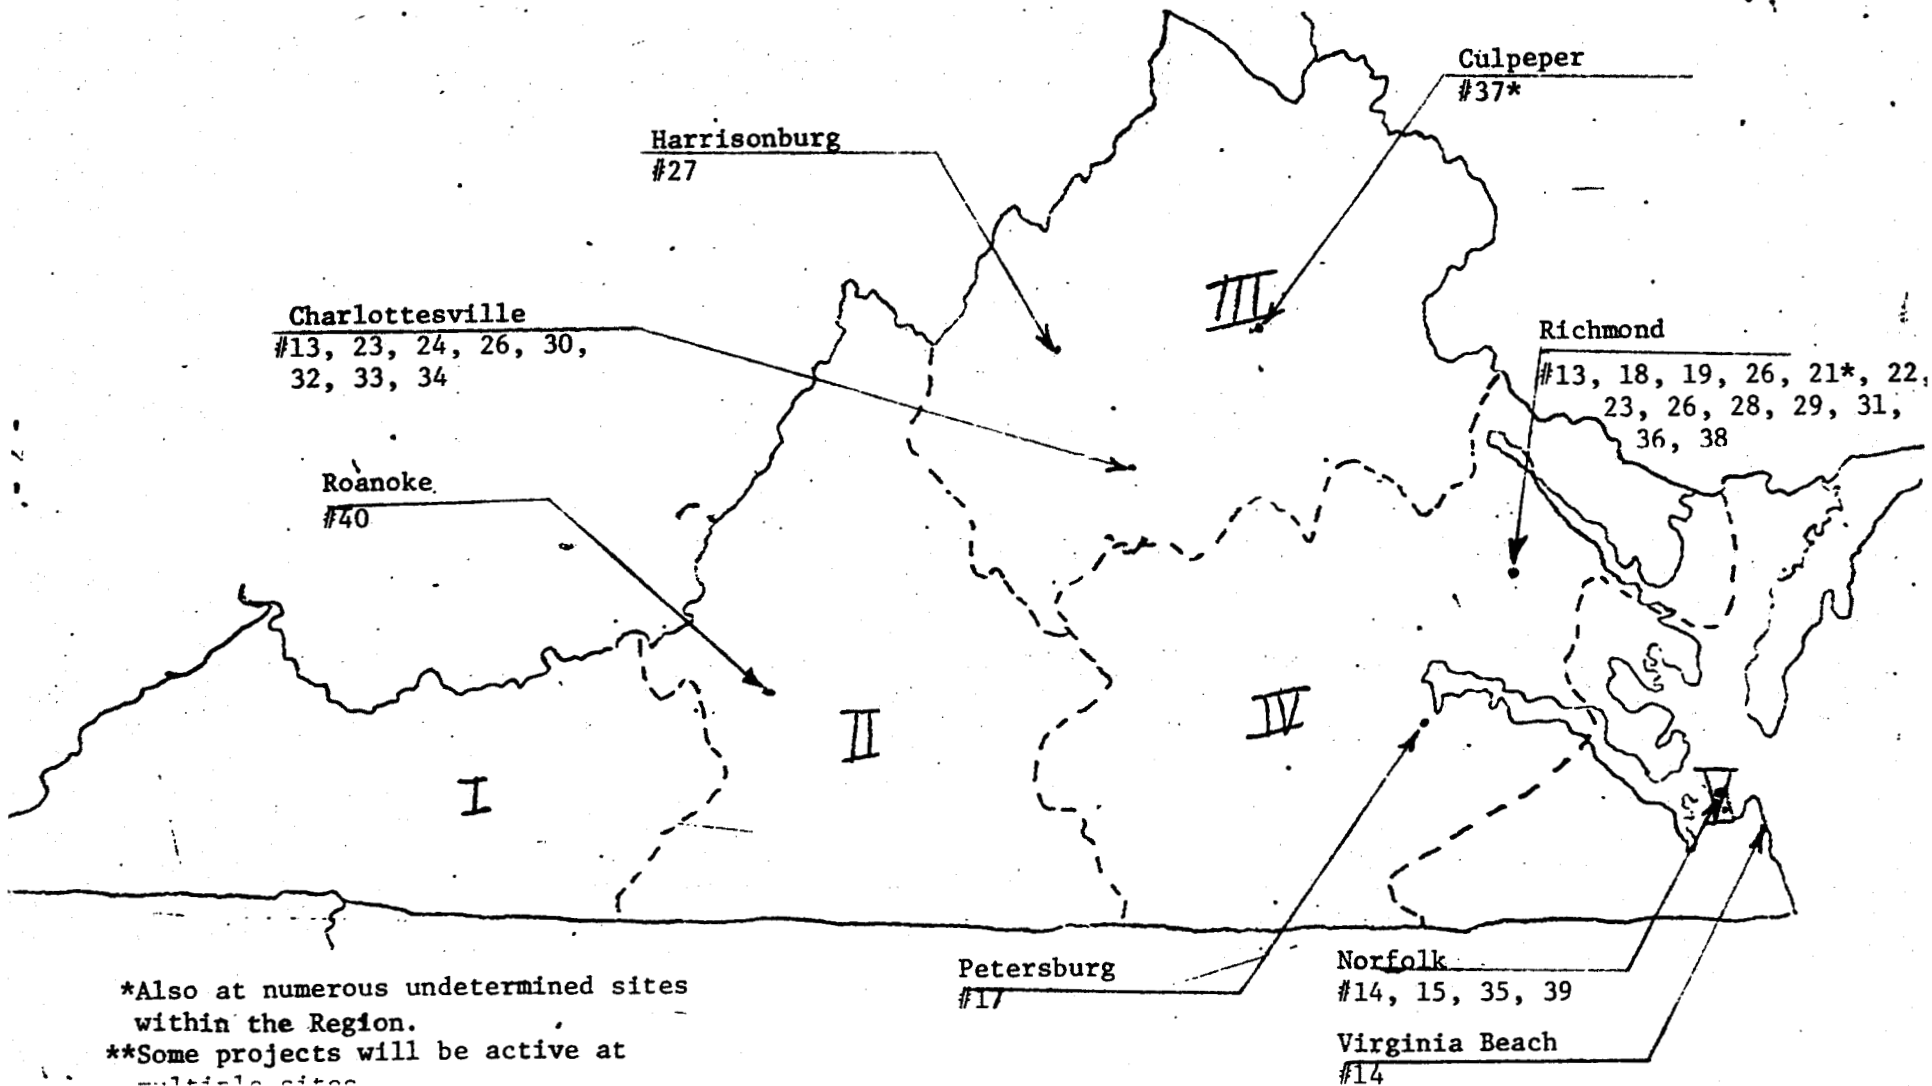 Culpeper
#37*
Harrisonburg
#27
Charlottesville
#13, 23, 24, 26, 30,
32, 33, 34
III
Richmond
#13, 18, 19, 26, 21*, 22,
23, 26, 28, 29, 31,
36, 38
Roanoke
#40
I
II
IV
V
Petersburg
#17
Norfolk
#14, 15, 35, 39
Virginia Beach
#14
*Also at numerous undetermined sites
within the Region.
**Some projects will be active at
multiple sites